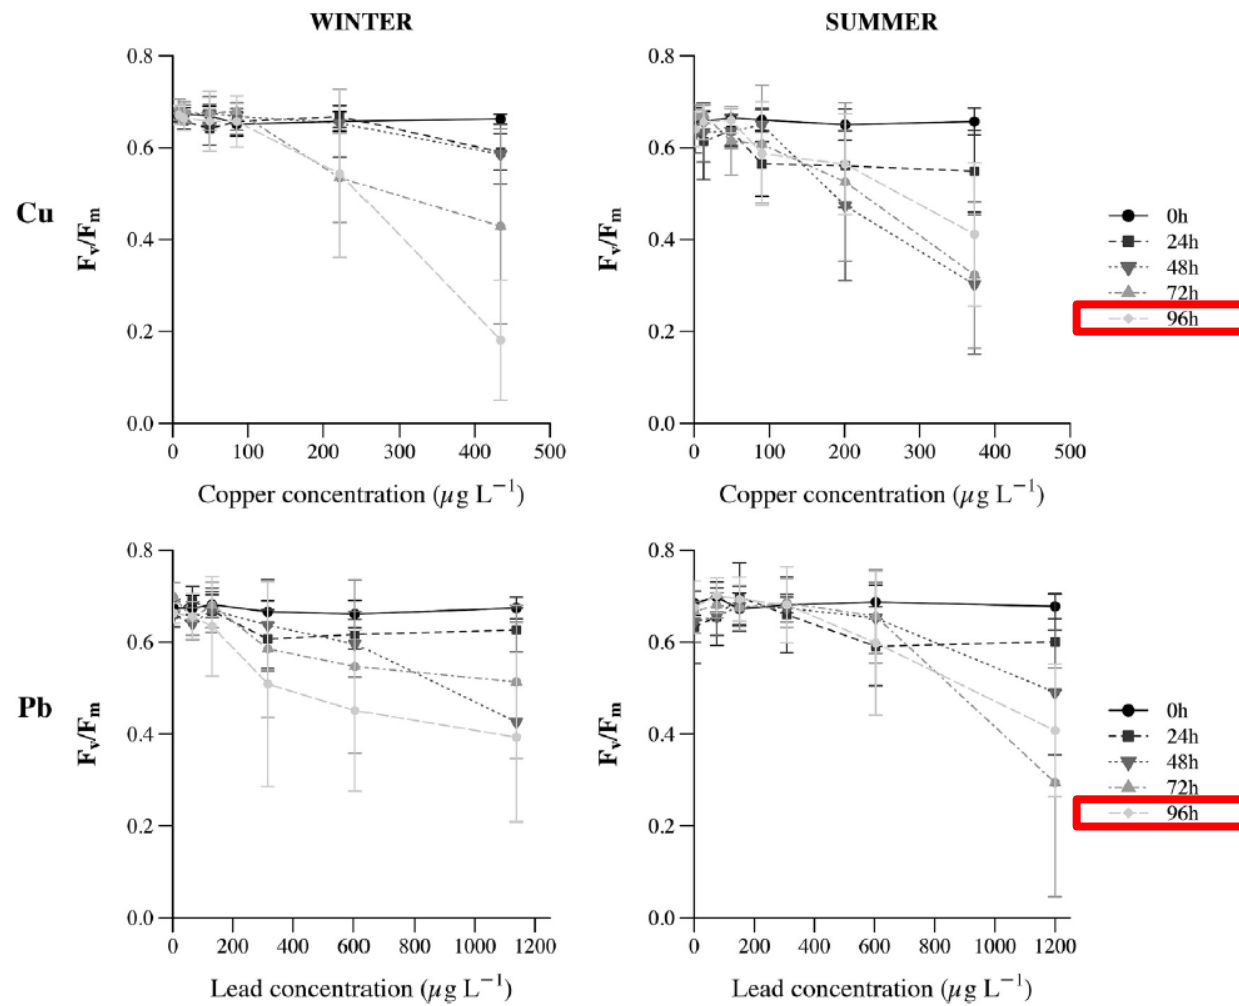 WINTER
SUMMER
Cu
0.8
0.6
0.4
0.2
0.0
Fv/Fm
0 100 200 300 400 500
Copper concentration (μg L⁻¹)
0.8
0.6
0.4
0.2
0.0
Fv/Fm
0 100 200 300 400 500
Copper concentration (μg L⁻¹)
0h
24h
48h
72h
96h
Pb
0.8
0.6
0.4
0.2
0.0
Fv/Fm
0 200 400 600 800 1000 1200
Lead concentration (μg L⁻¹)
0.8
0.6
0.4
0.2
0.0
Fv/Fm
0 200 400 600 800 1000 1200
Lead concentration (μg L⁻¹)
0h
24h
48h
72h
96h